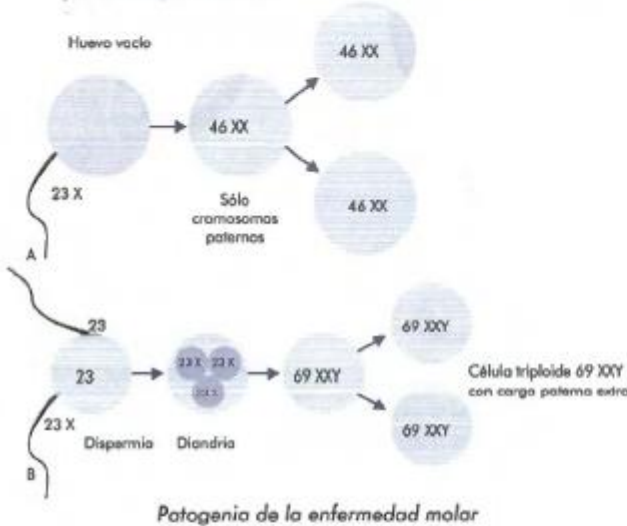 Huevo vacío
46 XX
46 XX
46 XX
23 X
Sólo
cromosomas
paternos
A
23
23
23 X
23 X
69 XXY
69 XXY
69 XXY
Célula triploide 69 XXY
con carga paterna extra
23 X
Dispermia
Diandria
B
Patogenia de la enfermedad molar